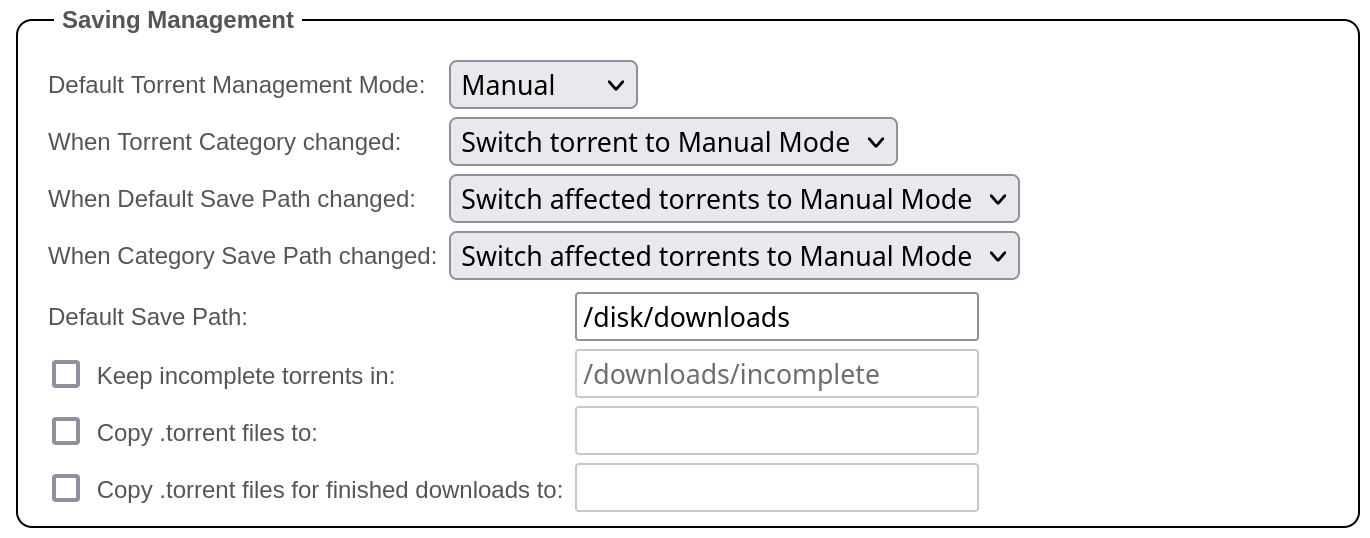 Saving Management
Default Torrent Management Mode: Manual
When Torrent Category changed: Switch torrent to Manual Mode
When Default Save Path changed: Switch affected torrents to Manual Mode
When Category Save Path changed: Switch affected torrents to Manual Mode
Default Save Path: /disk/downloads
Keep incomplete torrents in: /downloads/incomplete
Copy .torrent files to:
Copy .torrent files for finished downloads to: